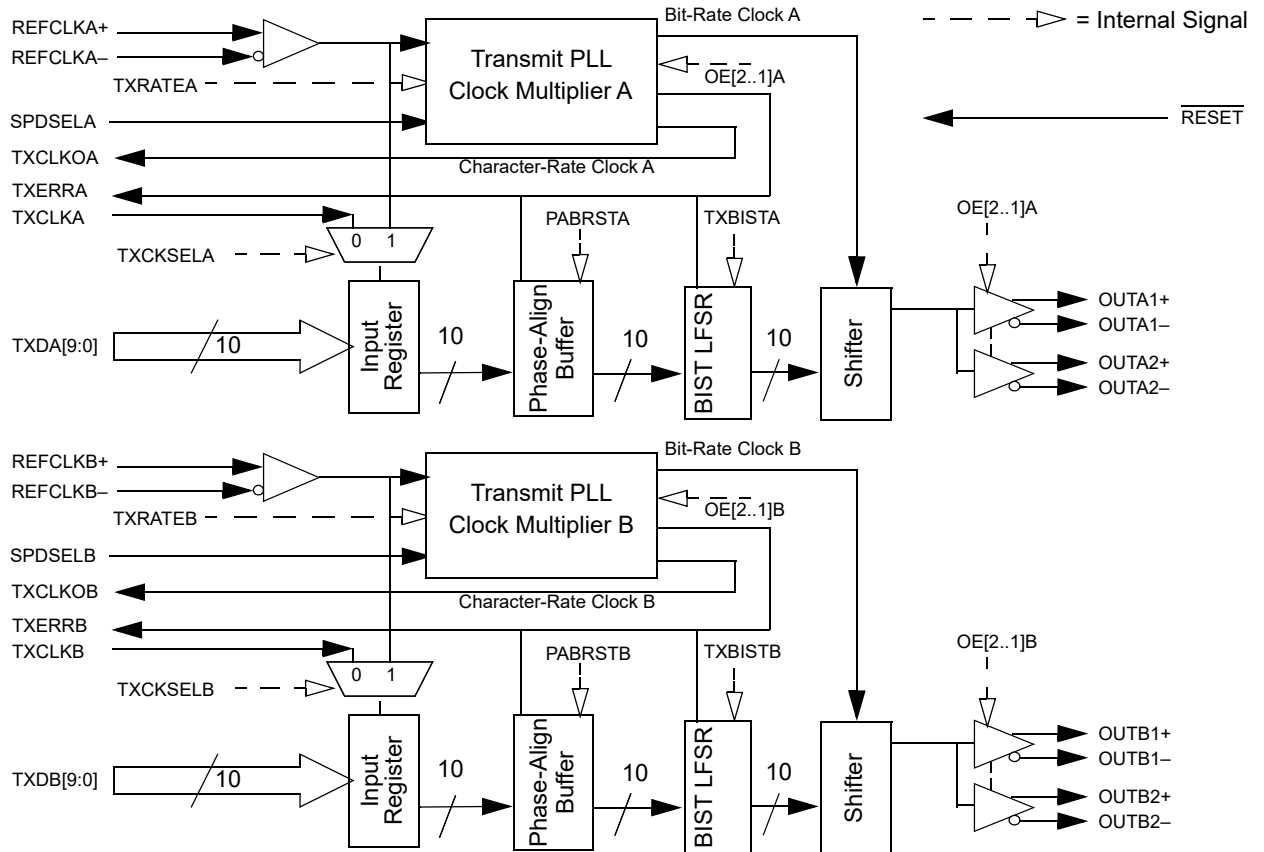 Bit-Rate Clock A
= Internal Signal
REFCLKA+
REFCLKA–
Transmit PLL
Clock Multiplier A
TXRATEA
OE[2..1]A
SPDSELA
RESET
TXCLKOA
Character-Rate Clock A
TXERRA
TXCLKA
PABRSTA
TXBISTA
OE[2..1]A
0 1
TXCKSELA
OUTA1+
OUTA1–
TXDA[9:0]
10
Input
Register
10
Phase-Align
Buffer
10
BIST LFSR
10
Shifter
OUTA2+
OUTA2–
Bit-Rate Clock B
REFCLKB+
REFCLKB–
Transmit PLL
Clock Multiplier B
TXRATEB
OE[2..1]B
SPDSELB
TXCLKOB
Character-Rate Clock B
TXERRB
TXCLKB
PABRSTB
TXBISTB
OE[2..1]B
0 1
TXCKSELB
OUTB1+
OUTB1–
TXDB[9:0]
10
Input
Register
10
Phase-Align
Buffer
10
BIST LFSR
10
Shifter
OUTB2+
OUTB2–